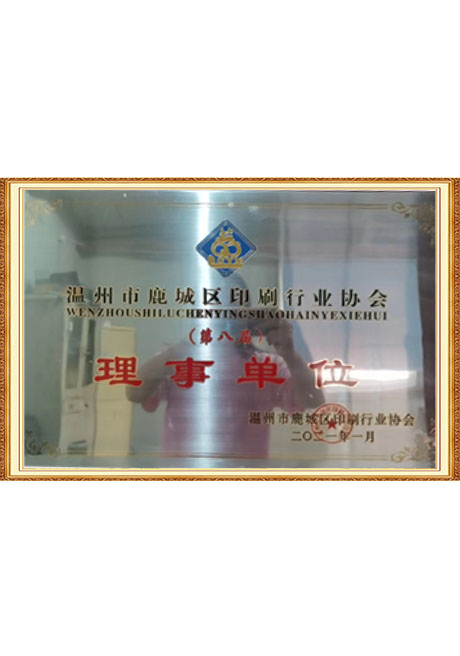 温州市鹿城区印刷行业协会
WENZHOUSHILUCHENYINGSHAOHAINYEXIEHUI
(第八届)
理事单位
温州市鹿城区印刷行业协会
二〇二一年一月